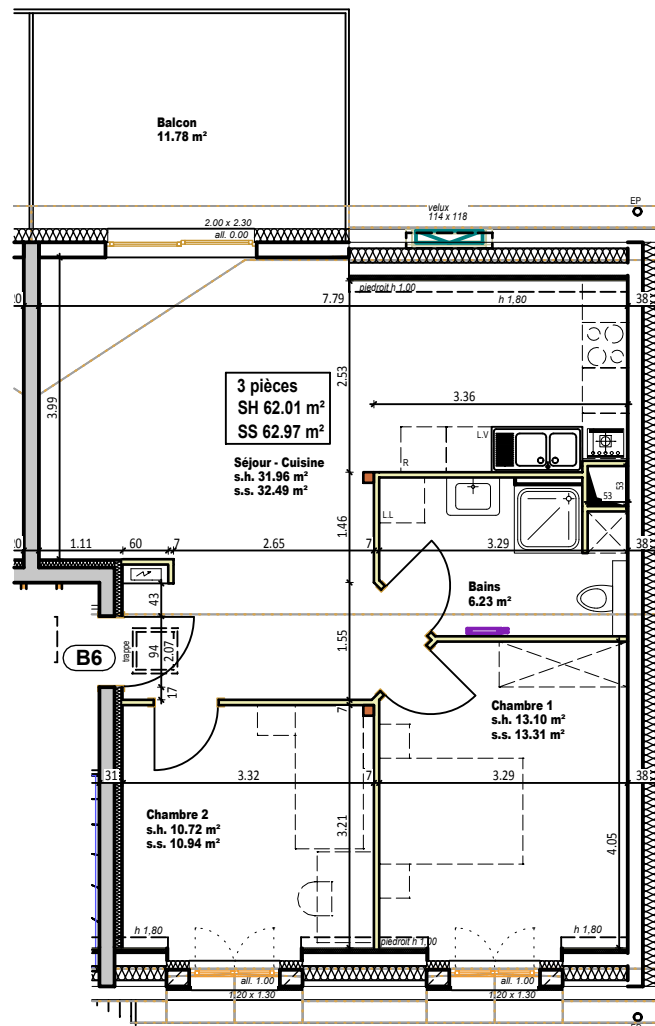 Balcon
11.78 m²
velux
114 x 118
EP
2.00 x 2.30
all. 0.00
piedroit h 1,00
h 1,80
20
7.79
38
3.99
2.53
3 pièces
SH 62.01 m²
SS 62.97 m²
3.36
L.V
R
Séjour - Cuisine
s.h. 31.96 m²
s.s. 32.49 m²
L.L
53
53
1.46
20
1.11
60
7
2.65
7
3.29
38
43
Bains
6.23 m²
B6
trappe
94
2.07
1.55
17
7
Chambre 1
s.h. 13.10 m²
s.s. 13.31 m²
31
3.32
7
3.29
38
Chambre 2
s.h. 10.72 m²
s.s. 10.94 m²
3.21
4.05
h 1,80
piedroit h 1,00
h 1,80
all. 1.00
all. 1.00
1.20 x 1.30
1.20 x 1.30
EP